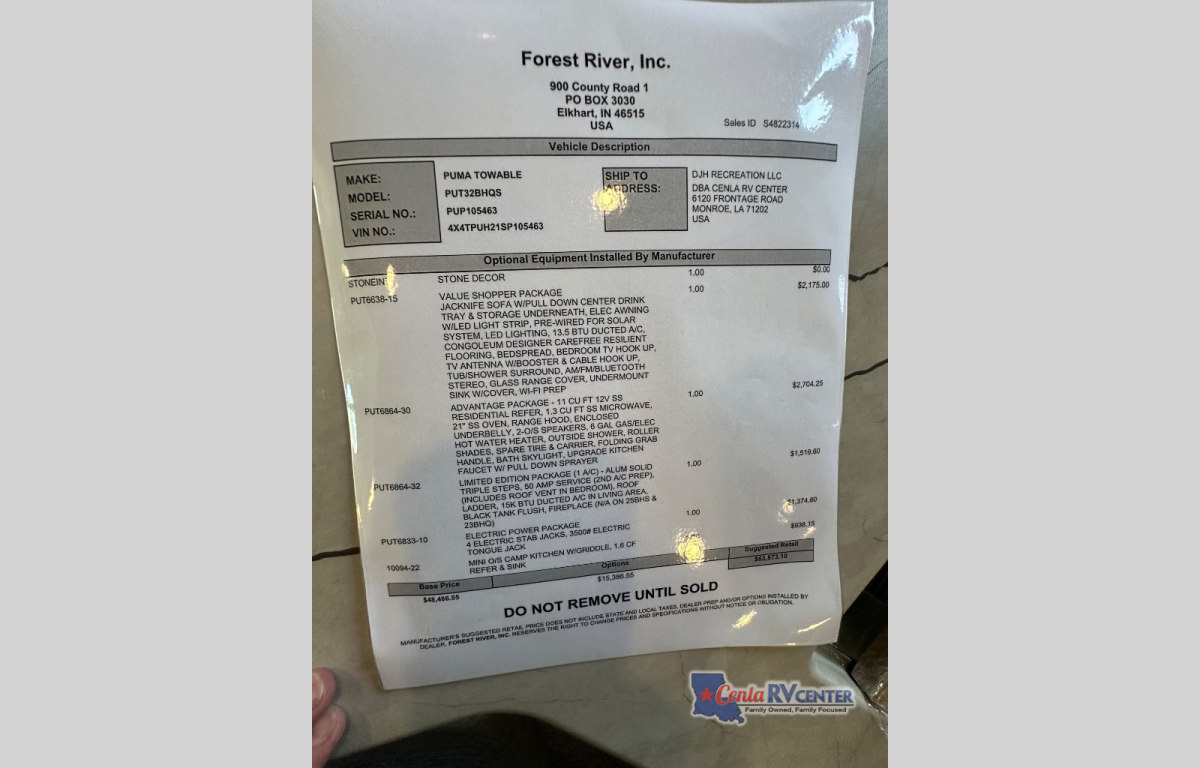 Forest River, Inc.
900 County Road 1
PO BOX 3030
Elkhart, IN 46515
USA
Sales ID S4822314
Vehicle Description
MAKE: PUMA TOWABLE
MODEL: PUT32BHQS
SERIAL NO.: PUP105463
VIN NO.: 4X4TPUH21SP105463
SHIP TO
ADDRESS:
DJH RECREATION LLC
DBA CENLA RV CENTER
6120 FRONTAGE ROAD
MONROE, LA 71202
USA
Optional Equipment Installed By Manufacturer
STONE DECOR 1.00 $0.00
PUT6638-15 VALUE SHOPPER PACKAGE 1.00 $2,175.00
JACKNIFE SOFA W/PULL DOWN CENTER DRINK
TRAY & STORAGE UNDERNEATH, ELEC AWNING
W/LED LIGHT STRIP, PRE-WIRED FOR SOLAR
SYSTEM, LED LIGHTING, 13.5 BTU DUCTED A/C,
CONGOLEUM DESIGNER CAREFREE RESILIENT
FLOORING, BEDSPREAD, BEDROOM TV HOOK UP,
TV ANTENNA W/BOOSTER & CABLE HOOK UP,
TUB/SHOWER SURROUND, AM/FM/BLUETOOTH
STEREO, GLASS RANGE COVER, UNDERMOUNT
SINK W/COVER, WI-FI PREP
PUT6864-30 ADVANTAGE PACKAGE - 11 CU FT 12V SS 1.00 $2,704.25
RESIDENTIAL REFER, 1.3 CU FT SS MICROWAVE,
21" SS OVEN, RANGE HOOD, ENCLOSED
UNDERBELLY, 2-O/S SPEAKERS, 6 GAL GAS/ELEC
HOT WATER HEATER, OUTSIDE SHOWER, ROLLER
SHADES, SPARE TIRE & CARRIER, FOLDING GRAB
HANDLE, BATH SKYLIGHT, UPGRADE KITCHEN
FAUCET W/ PULL DOWN SPRAYER
PUT6864-32 LIMITED EDITION PACKAGE (1 A/C) - ALUM SOLID 1.00 $1,519.60
TRIPLE STEPS, 50 AMP SERVICE (2ND A/C PREP),
(INCLUDES ROOF VENT IN BEDROOM), ROOF
LADDER, 15K BTU DUCTED A/C IN LIVING AREA,
BLACK TANK FLUSH, FIREPLACE (N/A ON 25BHS &
23BHQ)
PUT6833-10 ELECTRIC POWER PACKAGE 1.00 $1,374.60
4 ELECTRIC STAB JACKS, 3500# ELECTRIC
TONGUE JACK
10094-22 MINI O/S CAMP KITCHEN W/GRIDDLE, 1.6 CF $938.15
REFER & SINK
Base Price Options Suggested Retail
$48,486.55 $15,386.55 $63,873.10
DO NOT REMOVE UNTIL SOLD
MANUFACTURER'S SUGGESTED RETAIL PRICE DOES NOT INCLUDE STATE AND LOCAL TAXES, DEALER PREP AND/OR OPTIONS INSTALLED BY
DEALER. FOREST RIVER, INC. RESERVES THE RIGHT TO CHANGE PRICES AND SPECIFICATIONS WITHOUT NOTICE OR OBLIGATION.
Cenla RV CENTER
Family Owned, Family Focused